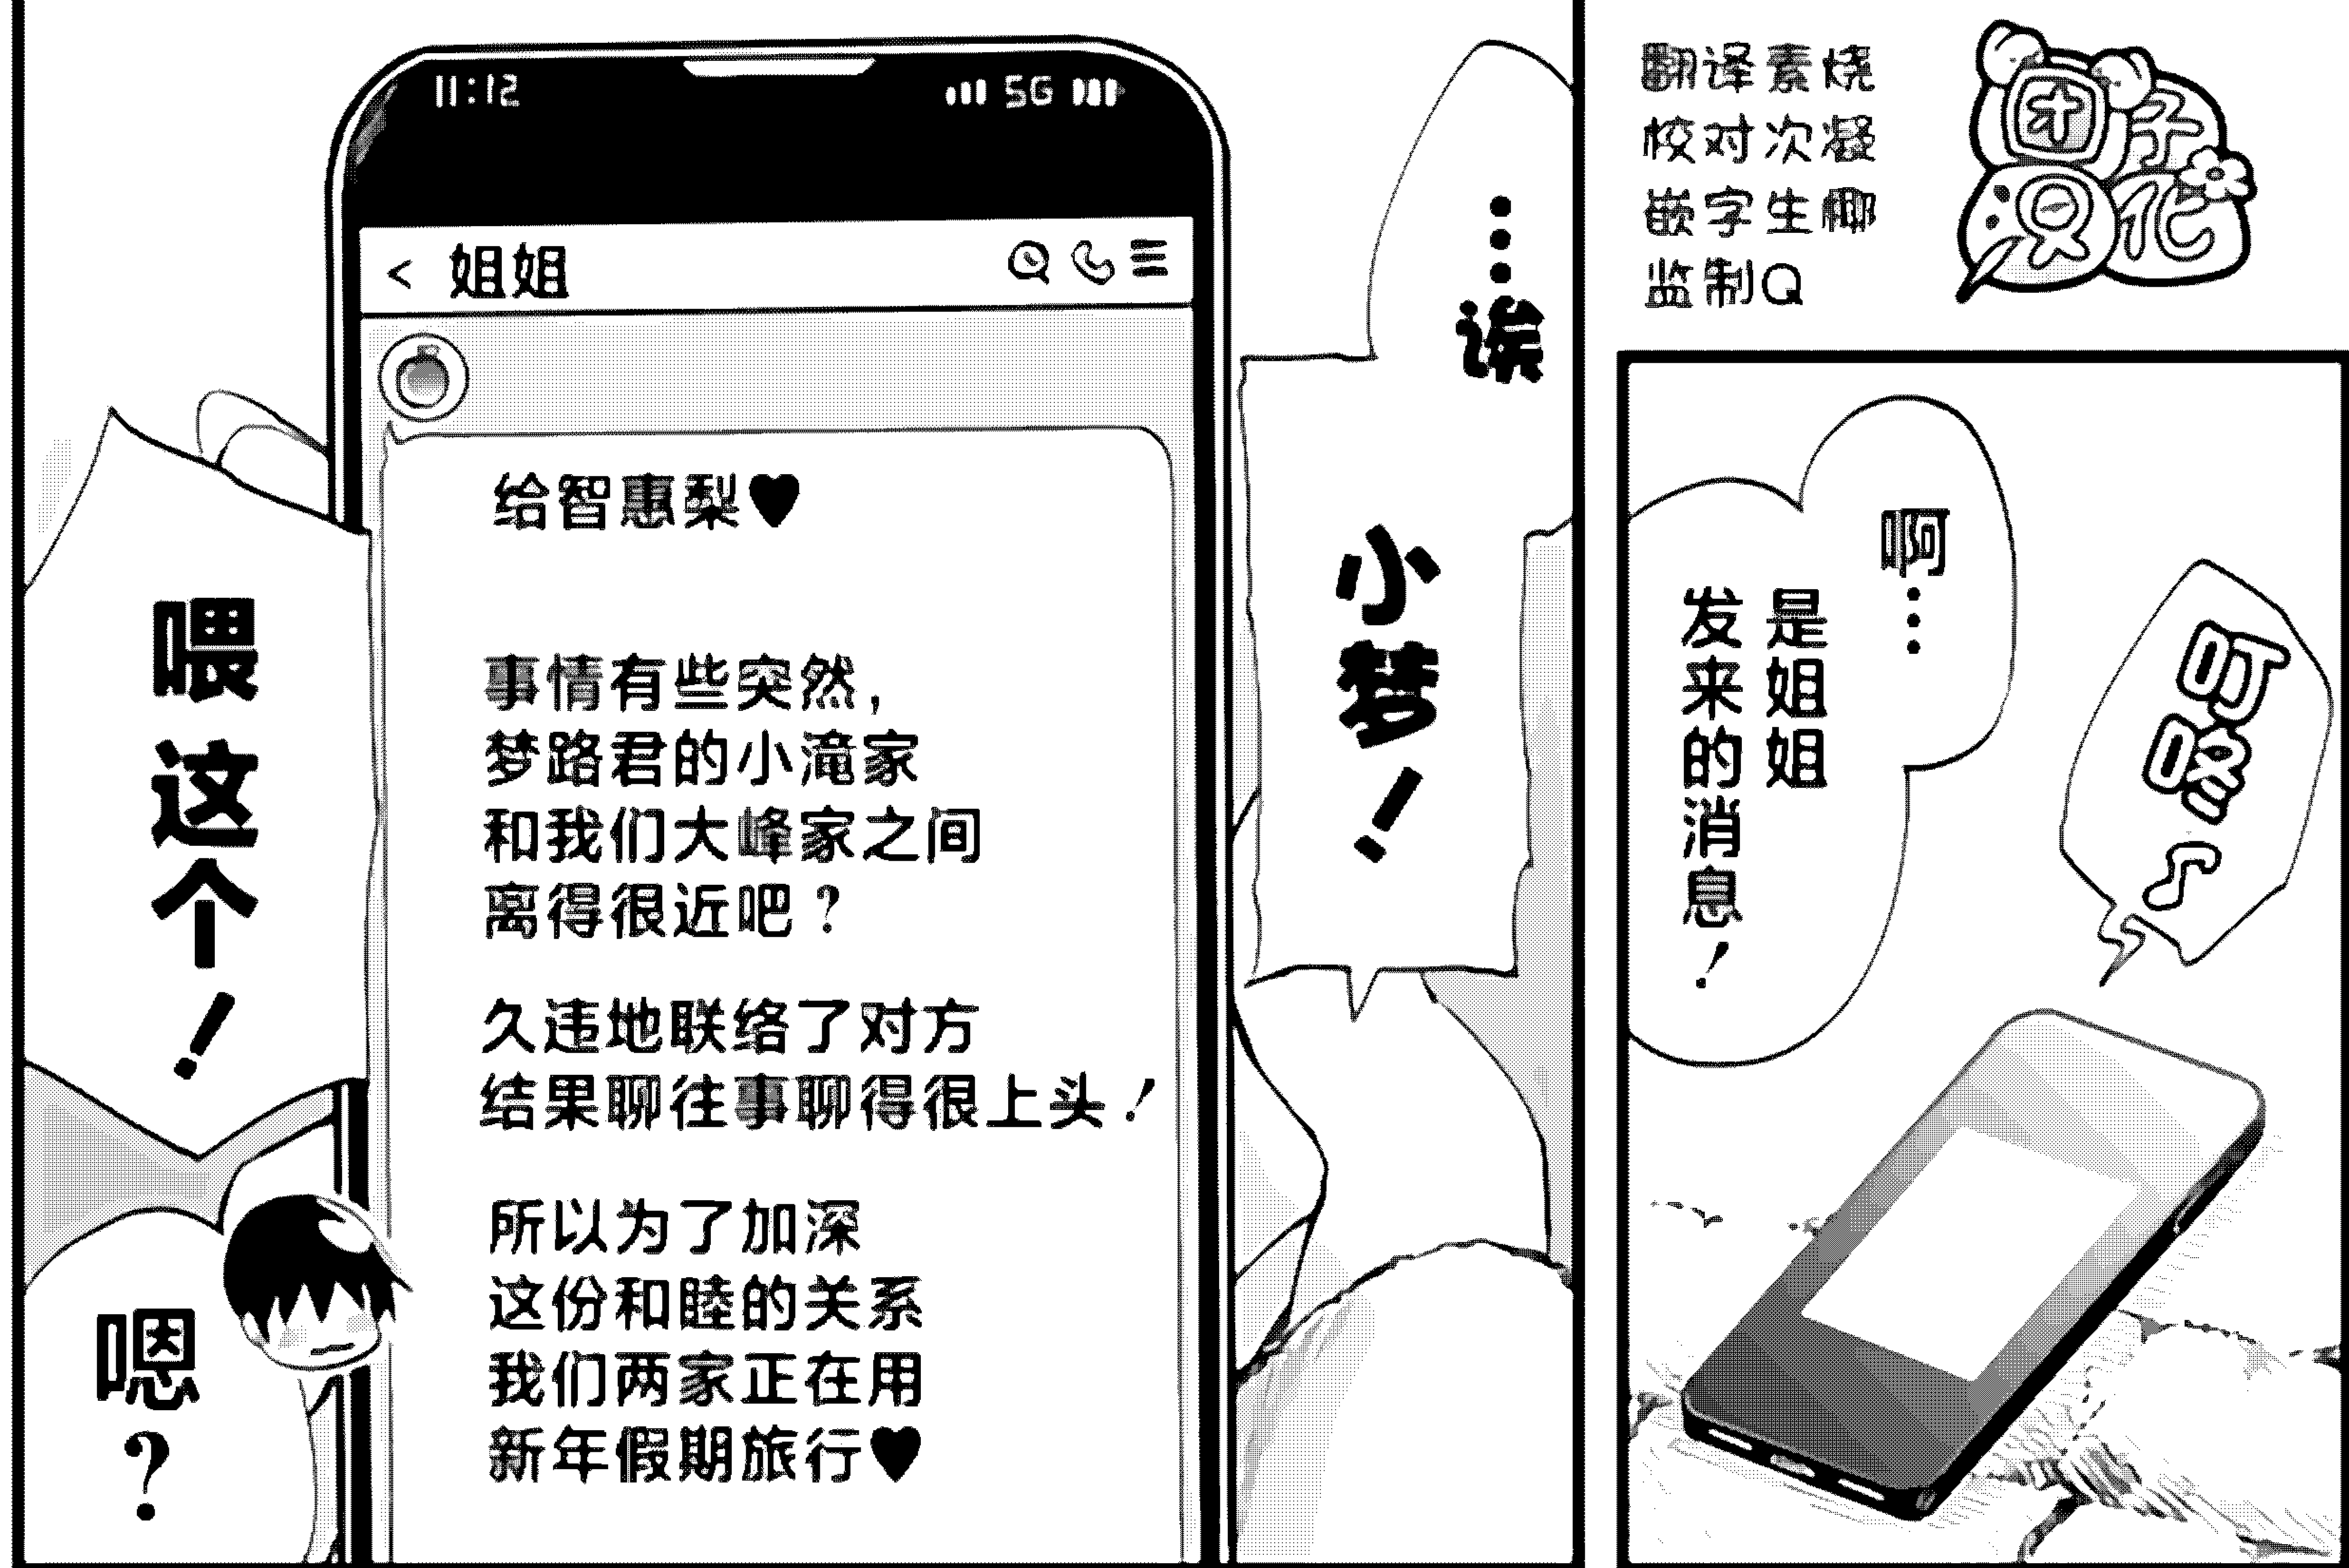 翻译素烧
校对次凝
嵌字生椰
监制Q
叮咚
啊…
是姐姐
发来的消息！
…诶
小梦！
11:12
5G
< 姐姐
给智惠梨♥
事情有些突然，
梦路君的小滝家
和我们大峰家之间
离得很近吧？
久违地联络了对方
结果聊往事聊得很上头！
所以为了加深
这份和睦的关系
我们两家正在用
新年假期旅行♥
喂
这个！
嗯？